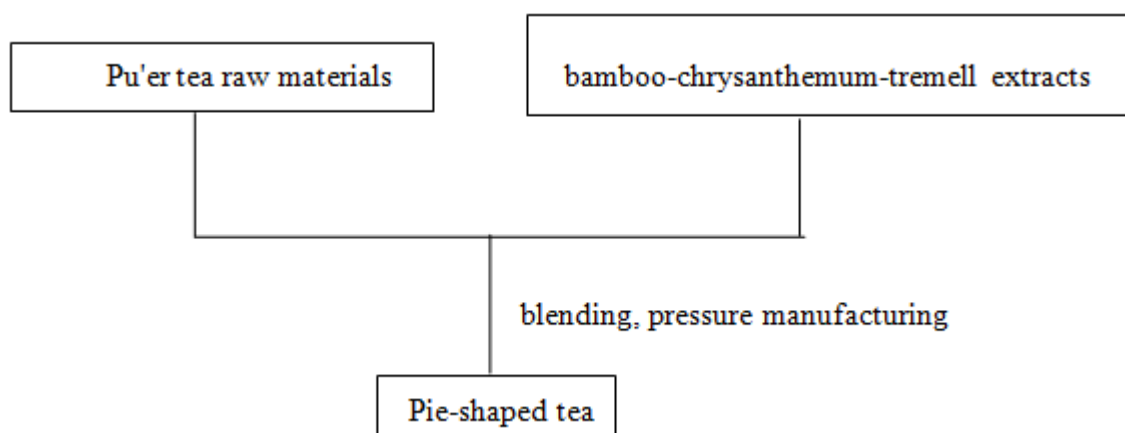 Pu'er tea raw materials
bamboo-chrysanthemum-tremell extracts
blending, pressure manufacturing
Pie-shaped tea